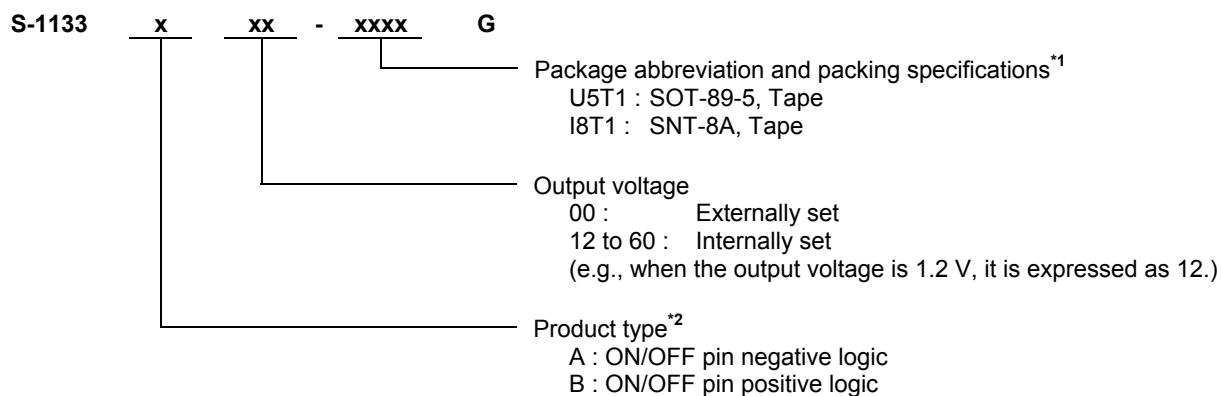 S-1133 x xx - xxxx G
Package abbreviation and packing specifications*1
U5T1 : SOT-89-5, Tape
I8T1 : SNT-8A, Tape
Output voltage
00 : Externally set
12 to 60 : Internally set
(e.g., when the output voltage is 1.2 V, it is expressed as 12.)
Product type*2
A : ON/OFF pin negative logic
B : ON/OFF pin positive logic